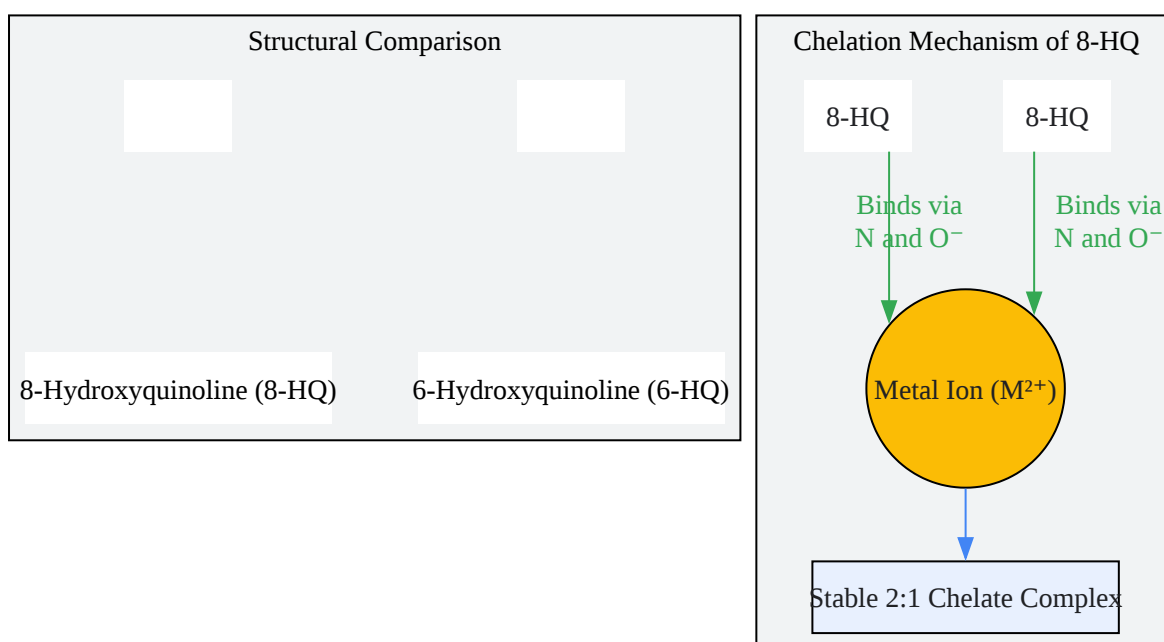 Structural Comparison
8-Hydroxyquinoline (8-HQ)
6-Hydroxyquinoline (6-HQ)
Chelation Mechanism of 8-HQ
8-HQ
8-HQ
Binds via
N and O⁻
Binds via
N and O⁻
Metal Ion (M²⁺)
Stable 2:1 Chelate Complex